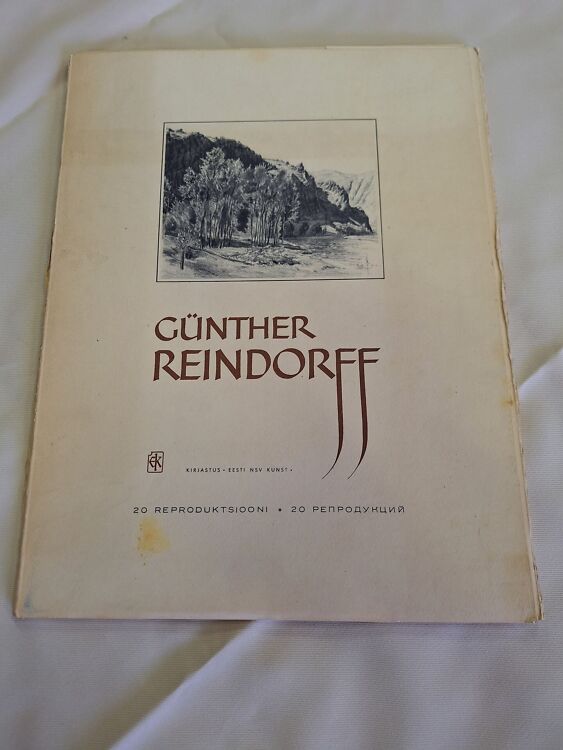 GÜNTHER
REINDORFF
KIRJASTUS • EESTI NSV KUNST •
20 REPRODUKTSIOONI • 20 РЕПРОДУКЦИЙ